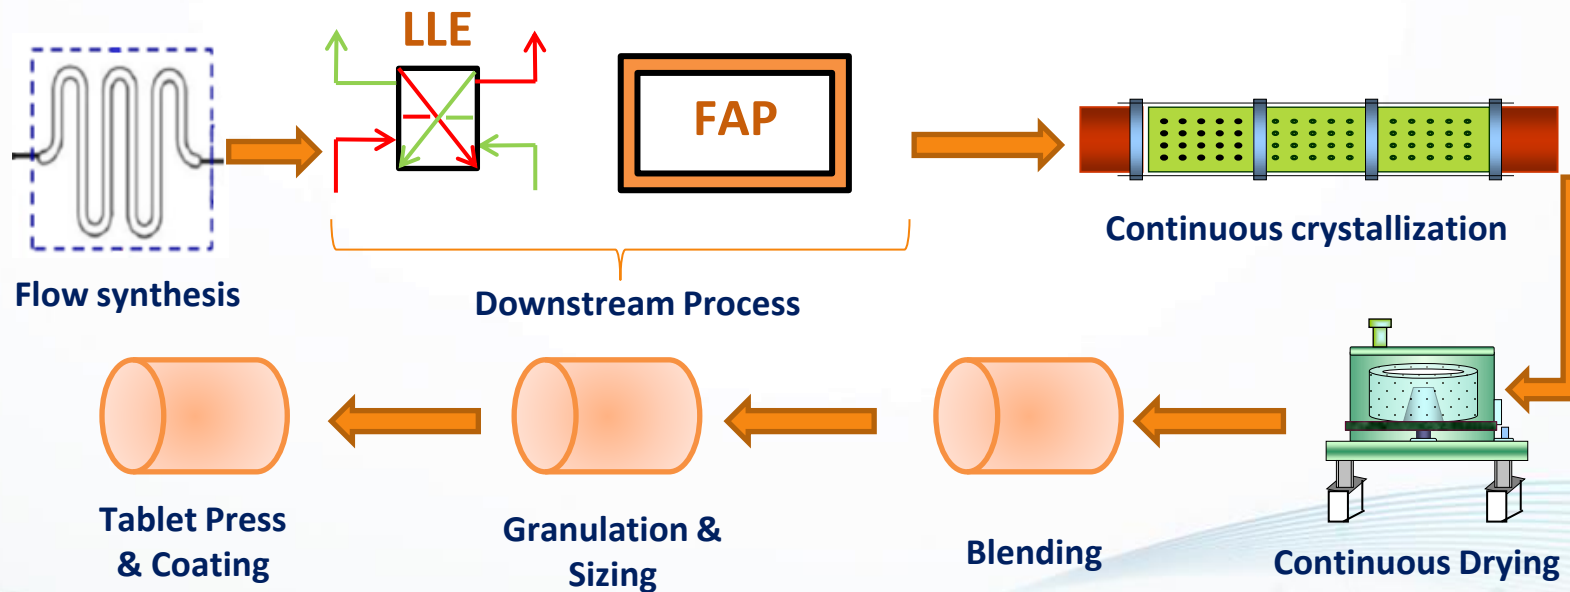 LLE
FAP
Continuous crystallization
Flow synthesis
Downstream Process
Tablet Press
& Coating
Granulation &
Sizing
Blending
Continuous Drying